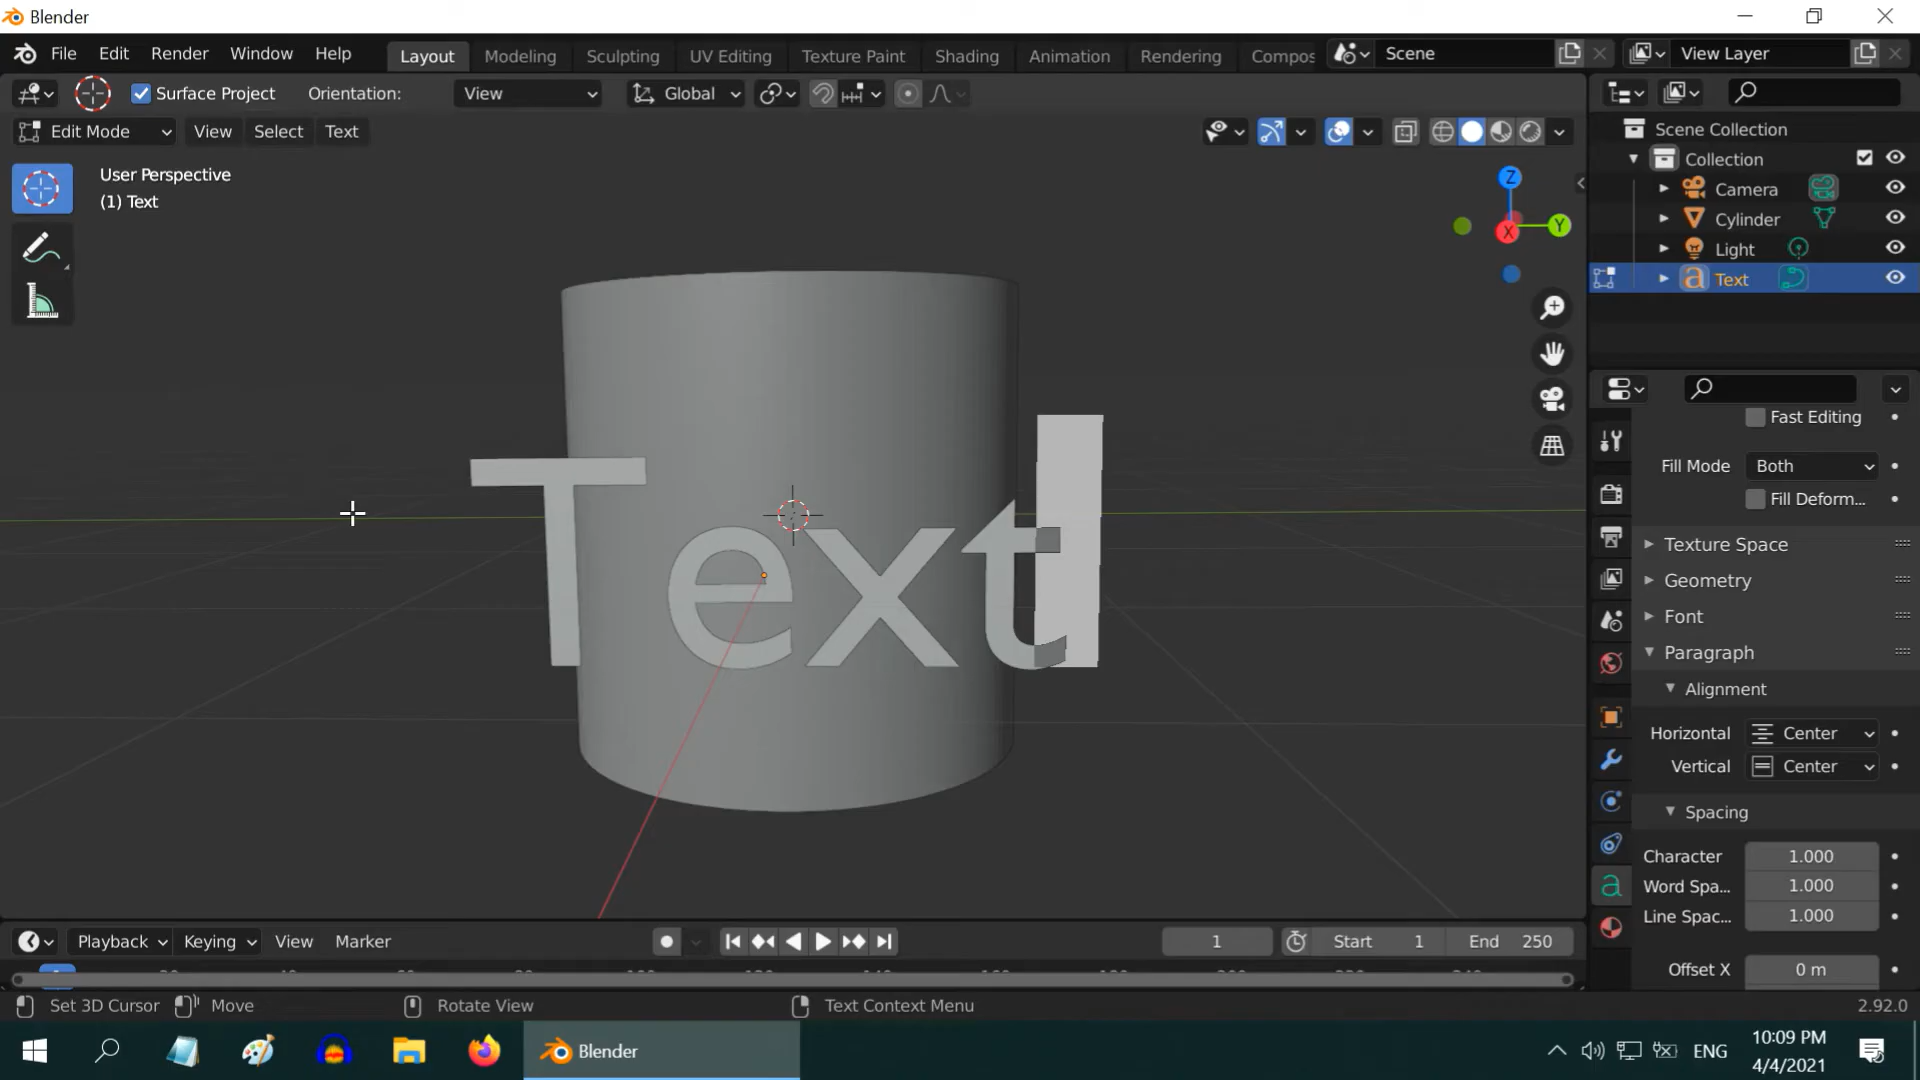 Blender
File Edit Render Window Help Layout Modeling Sculpting UV Editing Texture Paint Shading Animation Rendering Compos Scene View Layer
Surface Project Orientation: View Global
Edit Mode View Select Text
User Perspective
(1) Text
Z
Y
X
Text
Scene Collection
Collection
Camera
Cylinder
Light
a Text
Fast Editing
Fill Mode Both
Fill Deform...
Texture Space
Geometry
Font
Paragraph
Alignment
Horizontal Center
Vertical Center
Spacing
Character 1.000
Word Spa... 1.000
Line Spac... 1.000
Offset X 0 m
Playback Keying View Marker 1 Start 1 End 250
Set 3D Cursor Move Rotate View Text Context Menu 2.92.0
Blender ENG 10:09 PM
4/4/2021